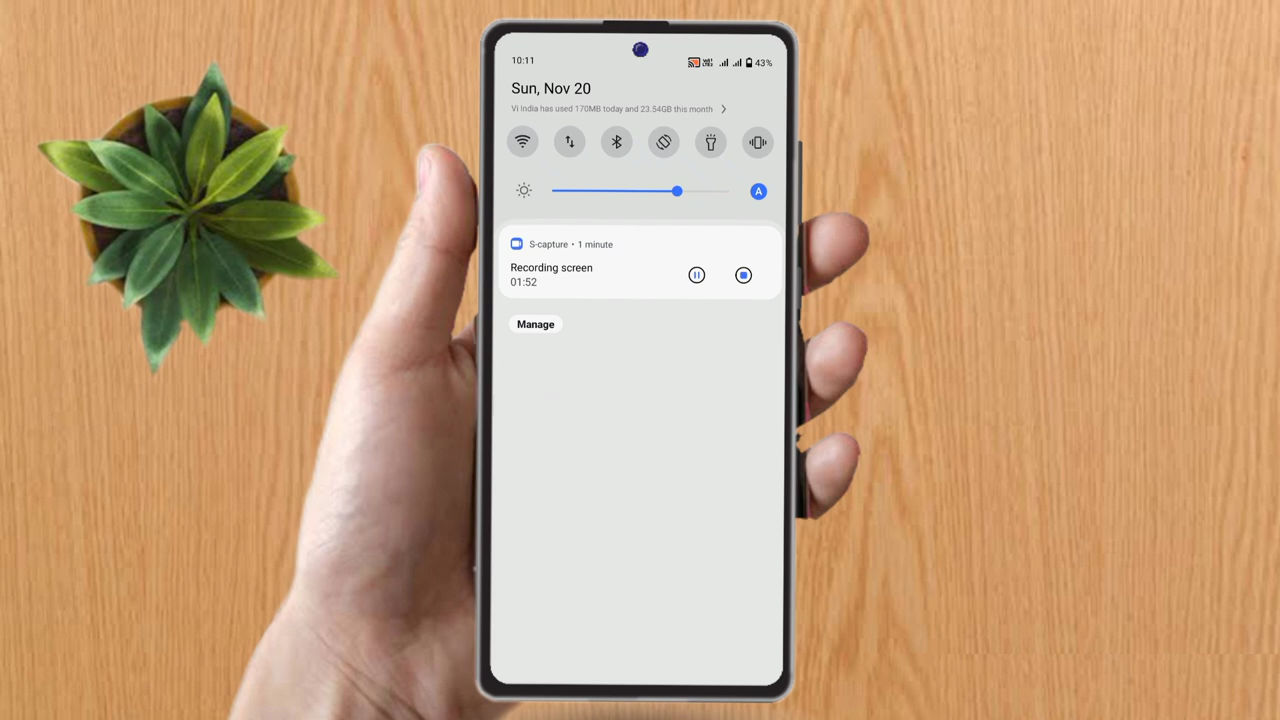 10:11
43%
Sun, Nov 20
Vi India has used 170MB today and 23.54GB this month
A
S-capture • 1 minute
Recording screen
01:52
Manage